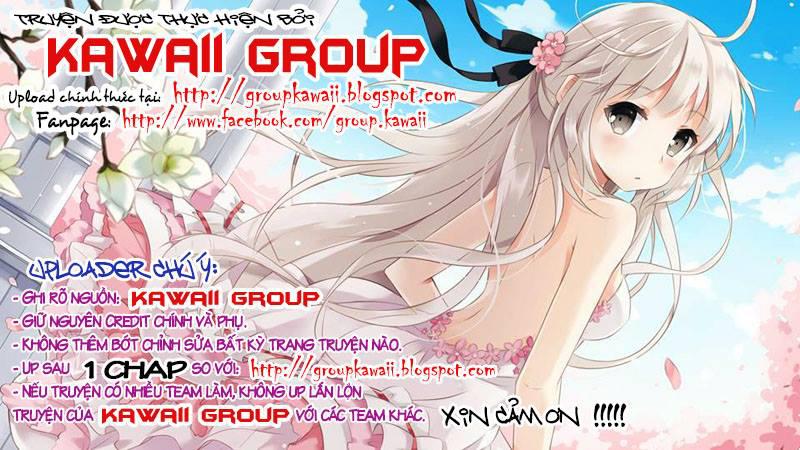 TRUYỆN ĐƯỢC THỰC HIỆN BỞI
KAWAII GROUP
Upload chính thức tại: http://groupkawaii.blogspot.com
Fanpage: http://www.facebook.com/group.kawaii
UPLOADER CHÚ Ý:
- GHI RÕ NGUỒN: KAWAII GROUP
- GIỮ NGUYÊN CREDIT CHÍNH VÀ PHỤ.
- KHÔNG THÊM BỚT CHỈNH SỬA BẤT KỲ TRANG TRUYỆN NÀO.
- UP SAU 1 CHAP SO VỚI: http://groupkawaii.blogspot.com
- NẾU TRUYỆN CÓ NHIỀU TEAM LÀM, KHÔNG UP LẪN LỘN
TRUYỆN CỦA KAWAII GROUP VỚI CÁC TEAM KHÁC. XIN CẢM ƠN !!!!!